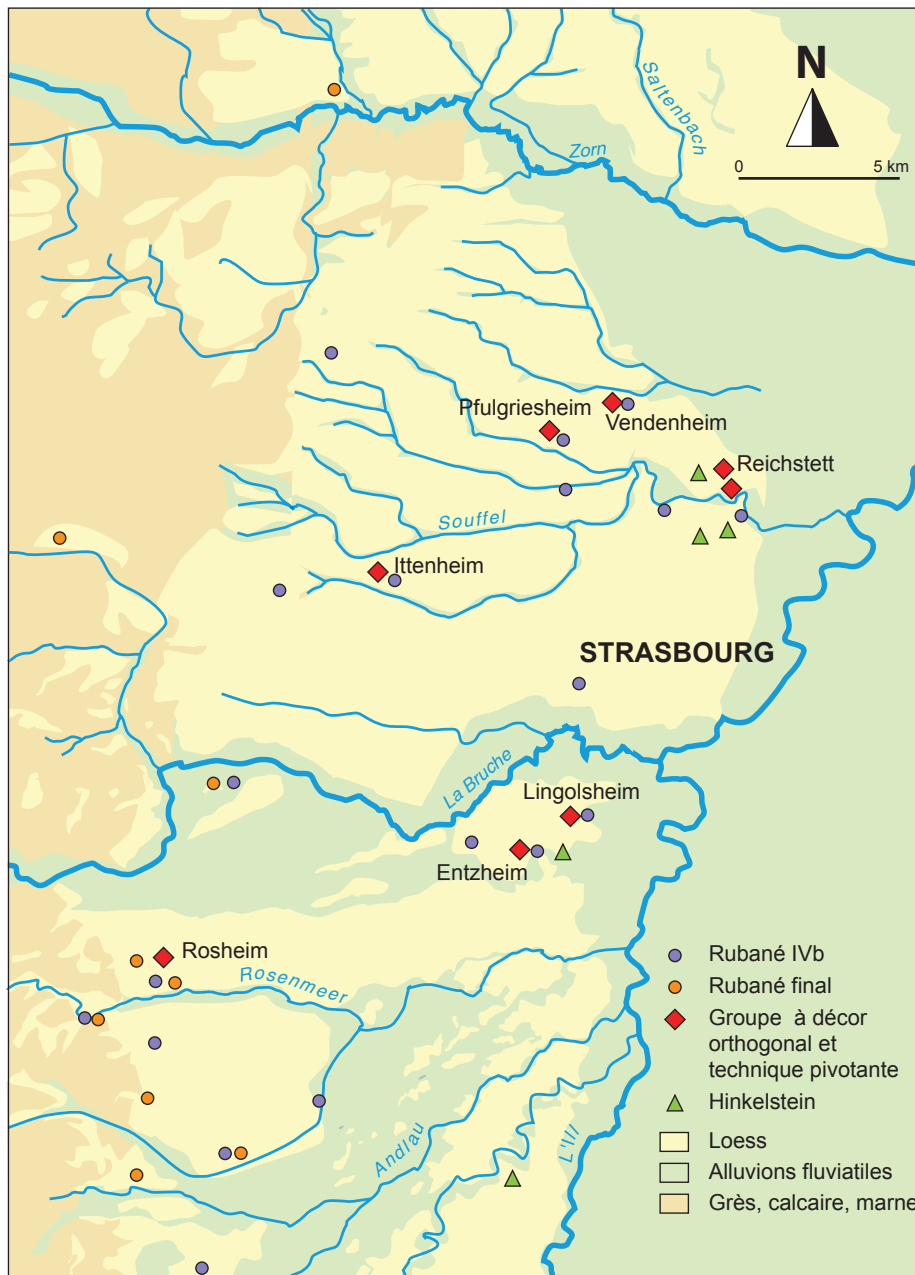 N
Saltenbach
Zorn
0 5 km
Pfulgriesheim
Vendenheim
Reichstett
Souffel
Ittenheim
STRASBOURG
La Bruche
Lingolsheim
Entzheim
Rosheim
Rosenmeer
Andlau
L'Ill
Rubané IVb
Rubané final
Groupe à décor
orthogonal et
technique pivotante
Hinkelstein
Loess
Alluvions fluviatiles
Grès, calcaire, marne